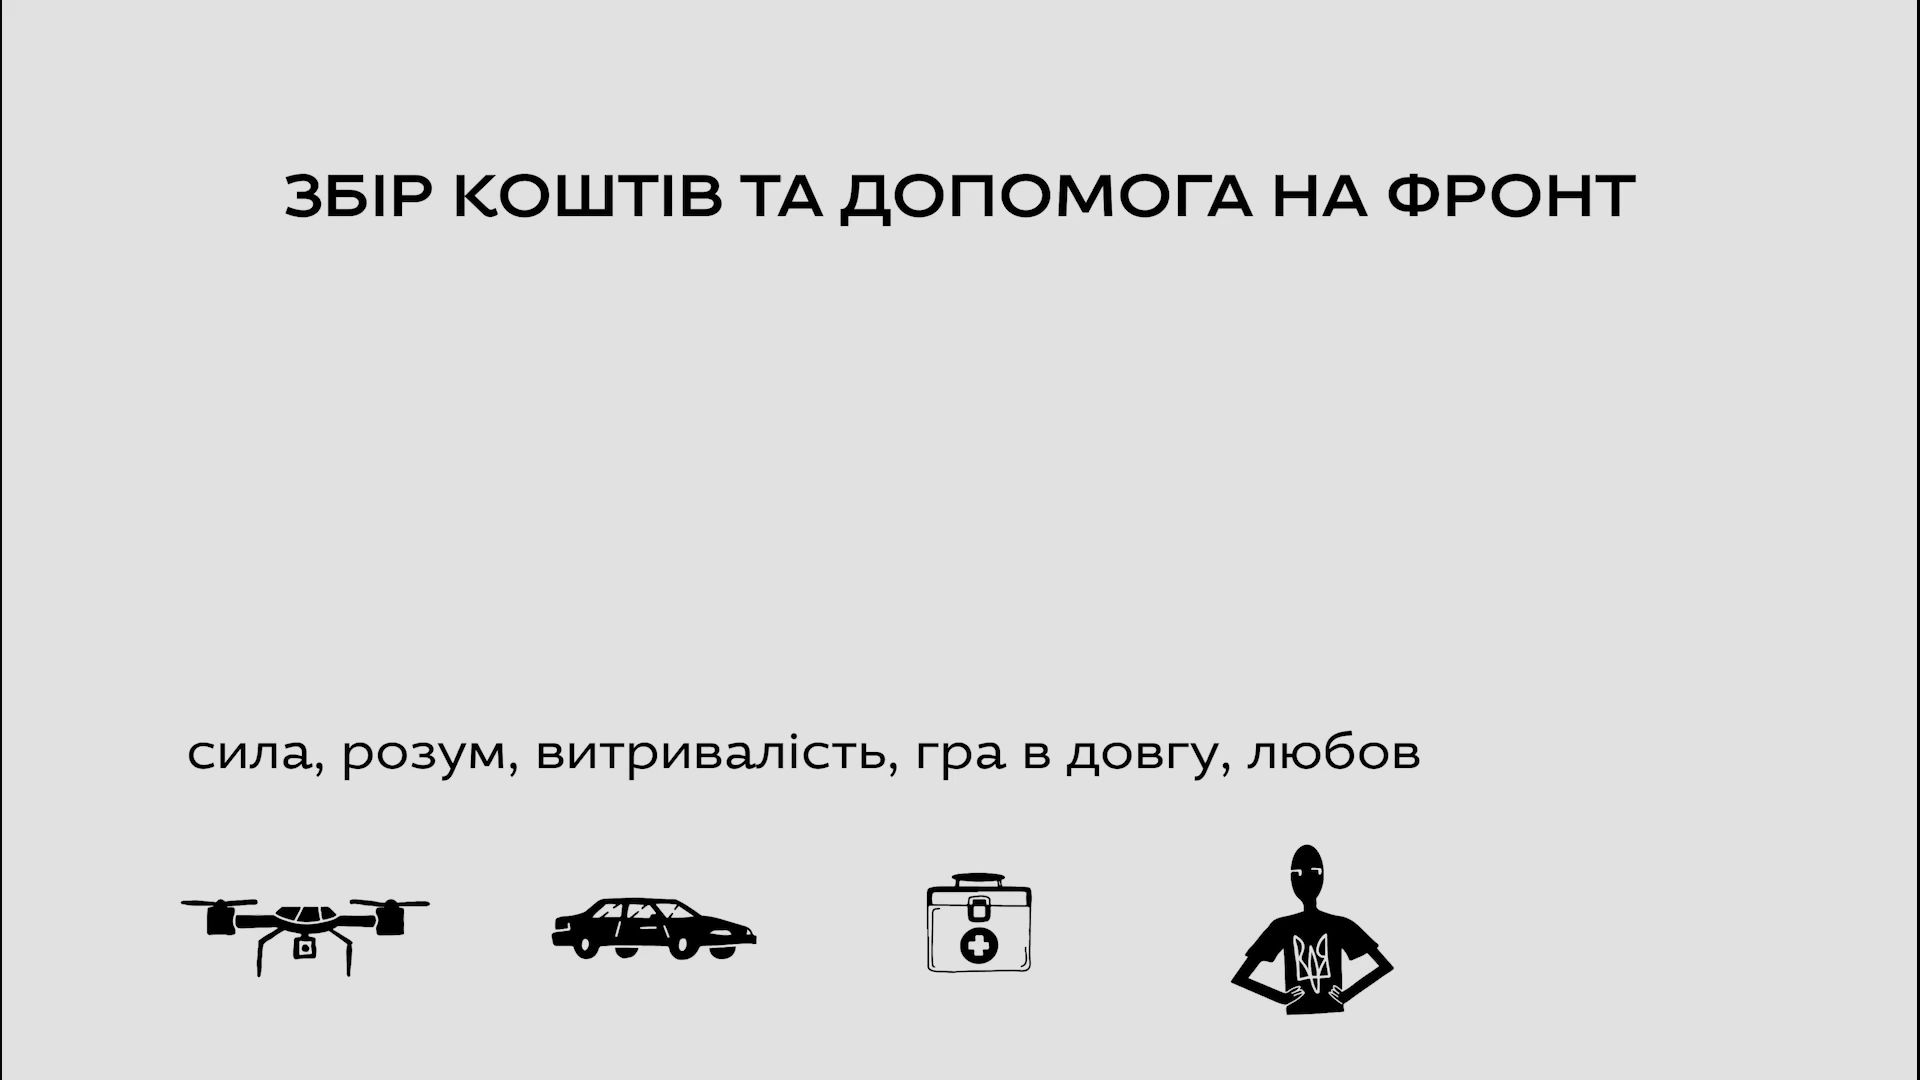 ЗБІР КОШТІВ ТА ДОПОМОГА НА ФРОНТ
сила, розум, витривалість, гра в довгу, любов